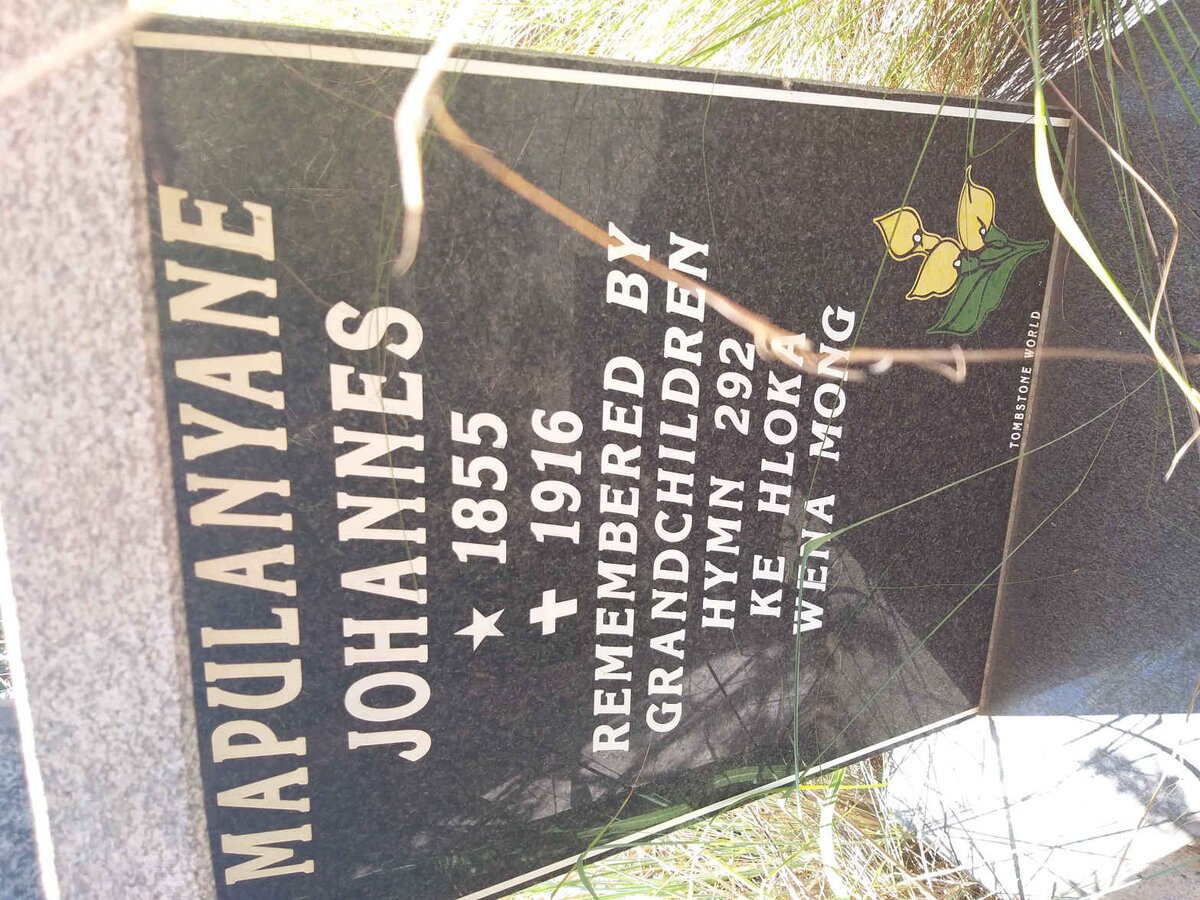 MAPULANYANE
JOHANNES
★ 1855
✝ 1916
REMEMBERED BY
GRANDCHILDREN
HYMN 292
KE HLOKA
WENA MONG
TOMBSTONE WORLD